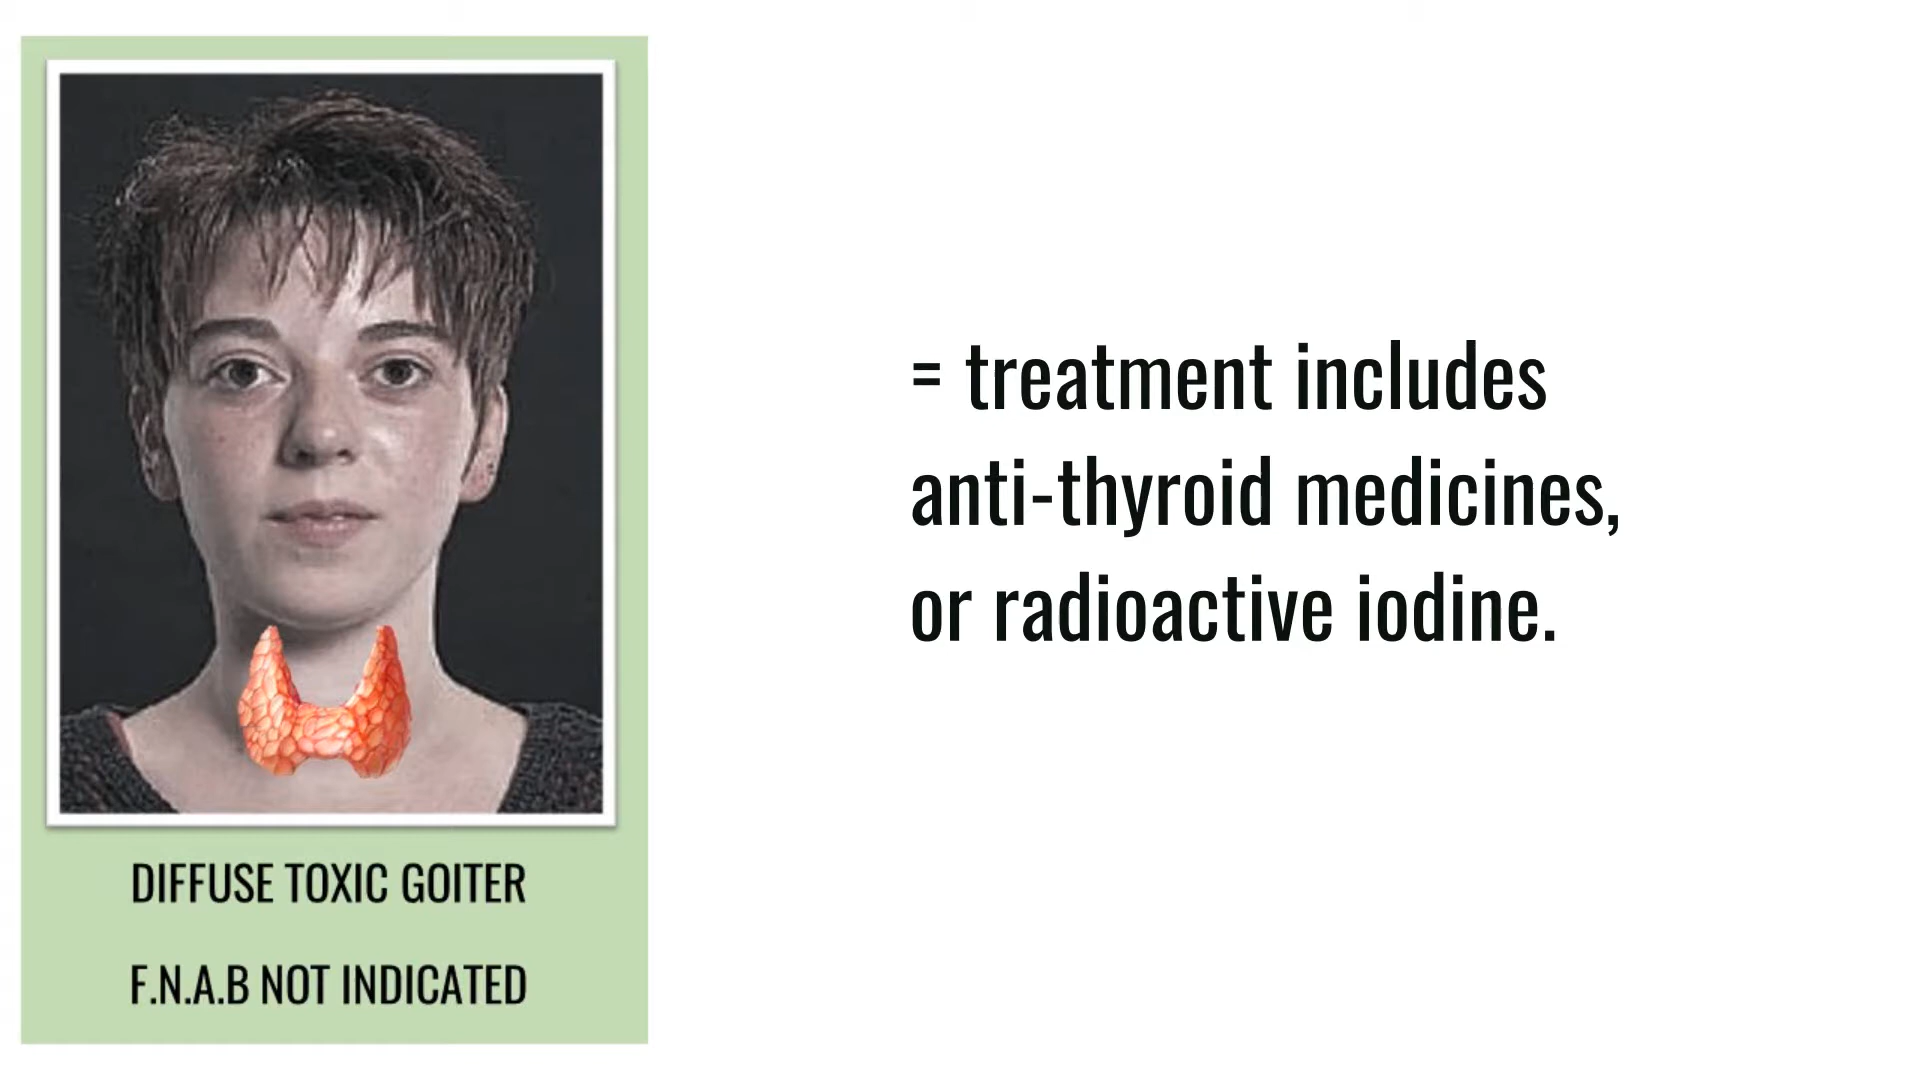 DIFFUSE TOXIC GOITER
F.N.A.B NOT INDICATED
= treatment includes
anti-thyroid medicines,
or radioactive iodine.